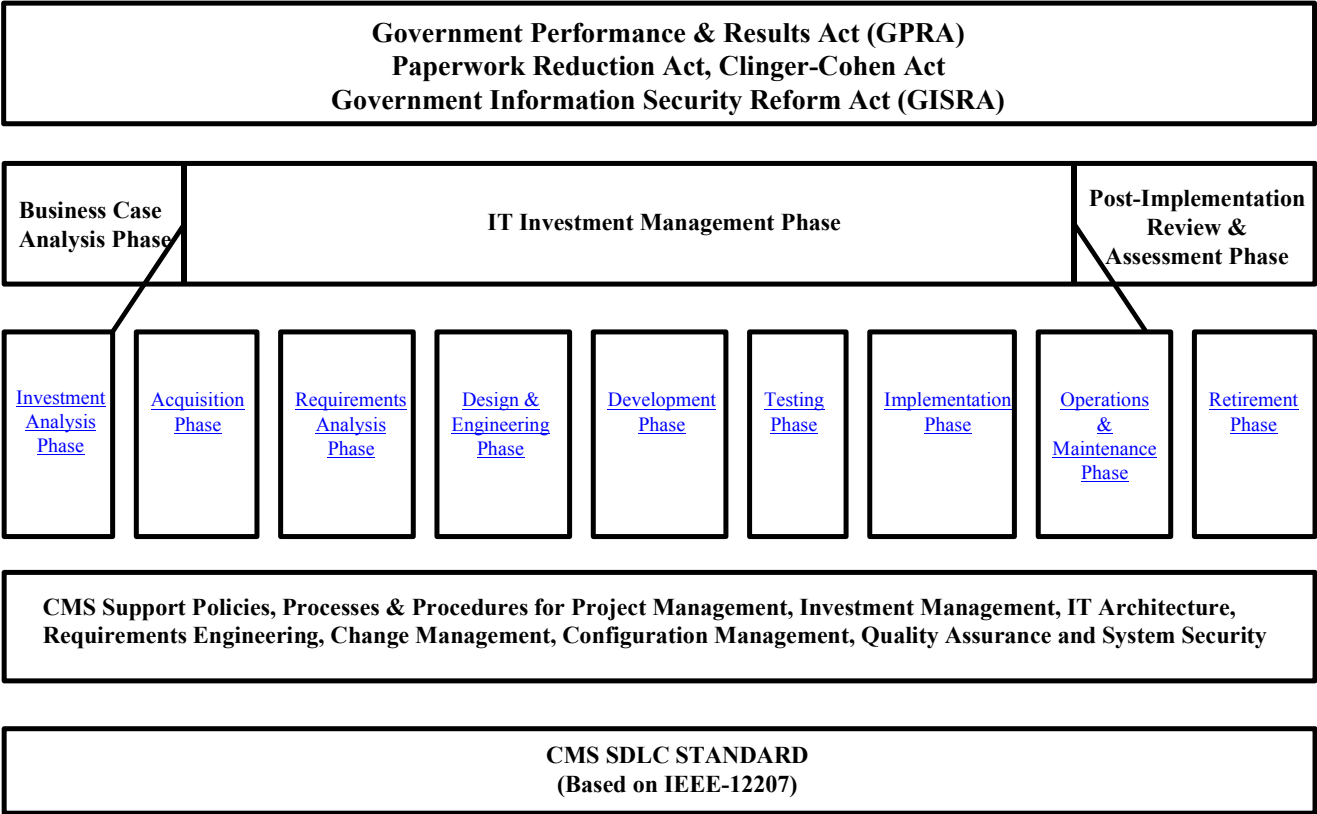 Government Performance & Results Act (GPRA)
Paperwork Reduction Act, Clinger-Cohen Act
Government Information Security Reform Act (GISRA)
Business Case
Analysis Phase
IT Investment Management Phase
Post-Implementation
Review &
Assessment Phase
Investment
Analysis
Phase
Acquisition
Phase
Requirements
Analysis
Phase
Design &
Engineering
Phase
Development
Phase
Testing
Phase
Implementation
Phase
Operations
&
Maintenance
Phase
Retirement
Phase
CMS Support Policies, Processes & Procedures for Project Management, Investment Management, IT Architecture,
Requirements Engineering, Change Management, Configuration Management, Quality Assurance and System Security
CMS SDLC STANDARD
(Based on IEEE-12207)